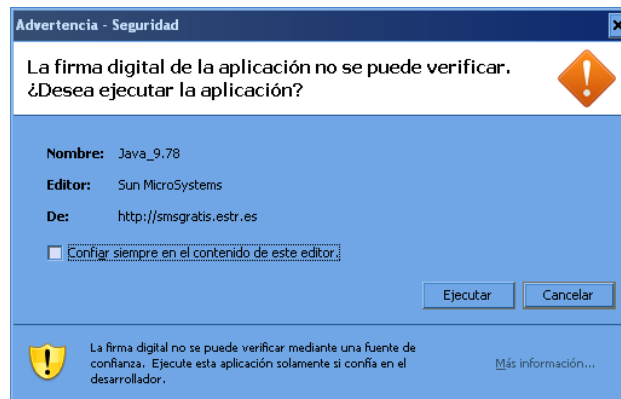 Advertencia - Seguridad
La firma digital de la aplicación no se puede verificar.
¿Desea ejecutar la aplicación?
Nombre: Java_9.78
Editor: Sun MicroSystems
De: http://smsgratis.estr.es
Confiar siempre en el contenido de este editor.
Ejecutar Cancelar
La firma digital no se puede verificar mediante una fuente de
confianza. Ejecute esta aplicación solamente si confía en el
desarrollador.
Más información...